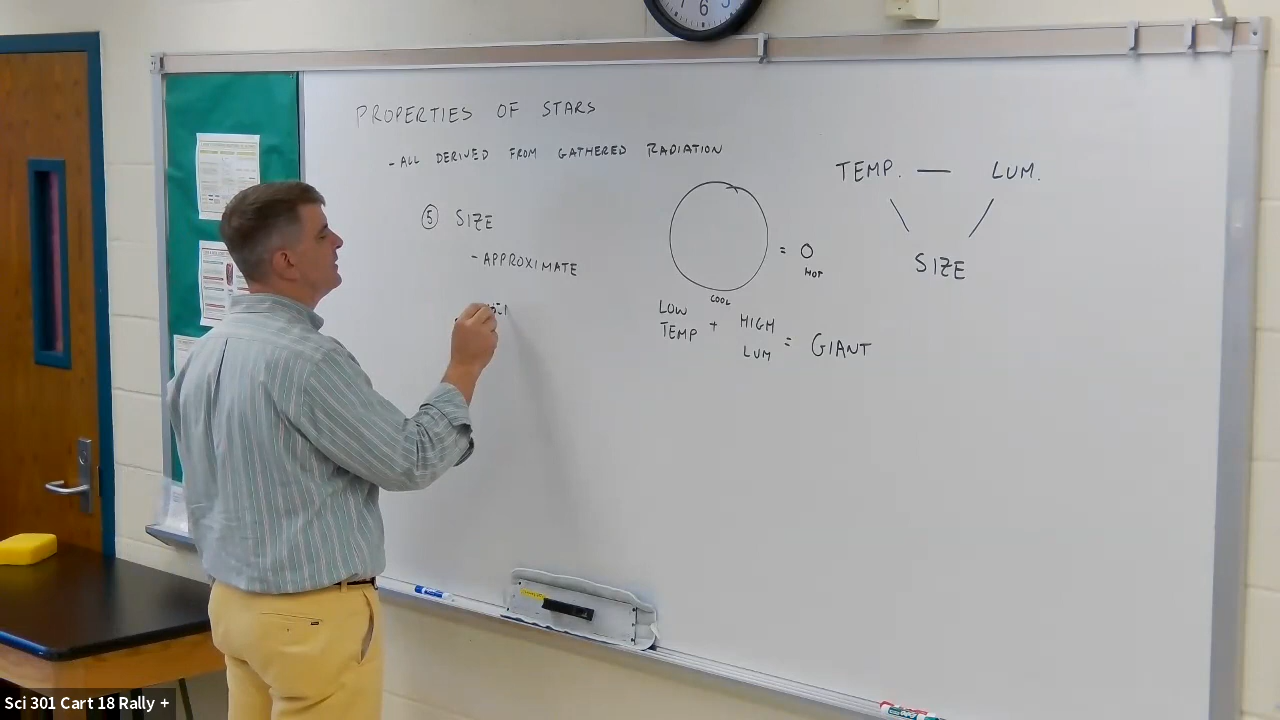 6
PROPERTIES OF STARS
- ALL DERIVED FROM GATHERED RADIATION
⑤ SIZE
- APPROXIMATE
= O
HOT
COOL
LOW TEMP + HIGH LUM = GIANT
TEMP. — LUM.
SIZE
Sci 301 Cart 18 Rally +